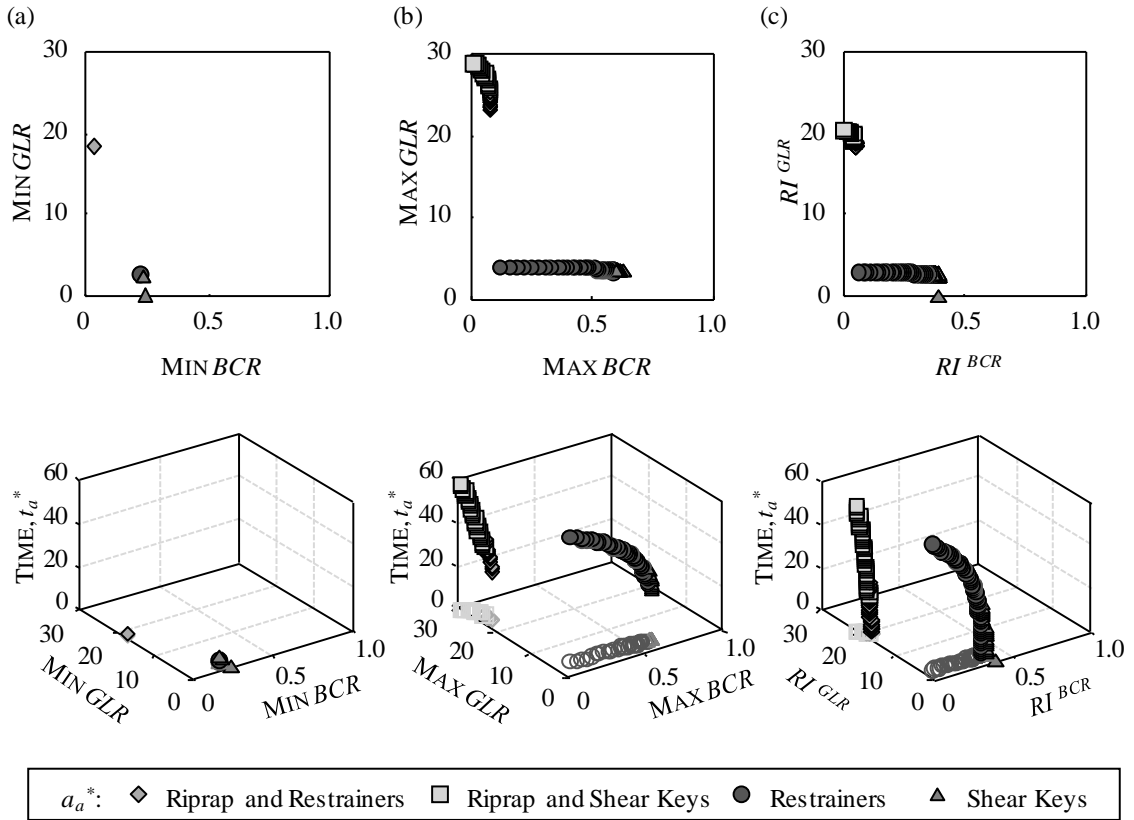 (a)
30
20
10
0
MIN GLR
0
0.5
1.0
MIN BCR
(b)
30
20
10
0
MAX GLR
0
0.5
1.0
MAX BCR
(c)
30
20
10
0
RI GLR
0
0.5
1.0
RI BCR
60
40
20
0
TIME, ta*
30
20
10
0
MIN GLR
0
0.5
1.0
MIN BCR
60
40
20
0
TIME, ta*
30
20
10
0
MAX GLR
0
0.5
1.0
MAX BCR
60
40
20
0
TIME, ta*
30
20
10
0
RI GLR
0
0.5
1.0
RI BCR
aa*: Riprap and Restrainers Riprap and Shear Keys Restrainers Shear Keys